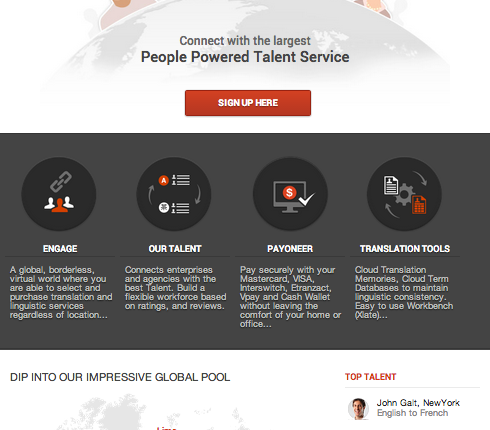 Connect with the largest
People Powered Talent Service
SIGN UP HERE
A
ENGAGE
A global, borderless,
virtual world where you
are able to select and
purchase translation and
linguistic services
regardless of location...
OUR TALENT
Connects enterprises
and agencies with the
best Talent. Build a
flexible workforce based
on ratings, and reviews.
$
PAYONEER
Pay securely with your
Mastercard, VISA,
Interswitch, Etranzact,
Vpay and Cash Wallet
without leaving the
comfort of your home or
office...
TRANSLATION TOOLS
Cloud Translation
Memories, Cloud Term
Databases to maintain
linguistic consistency.
Easy to use Workbench
(Xlate)...
DIP INTO OUR IMPRESSIVE GLOBAL POOL
TOP TALENT
John Galt, NewYork
English to French